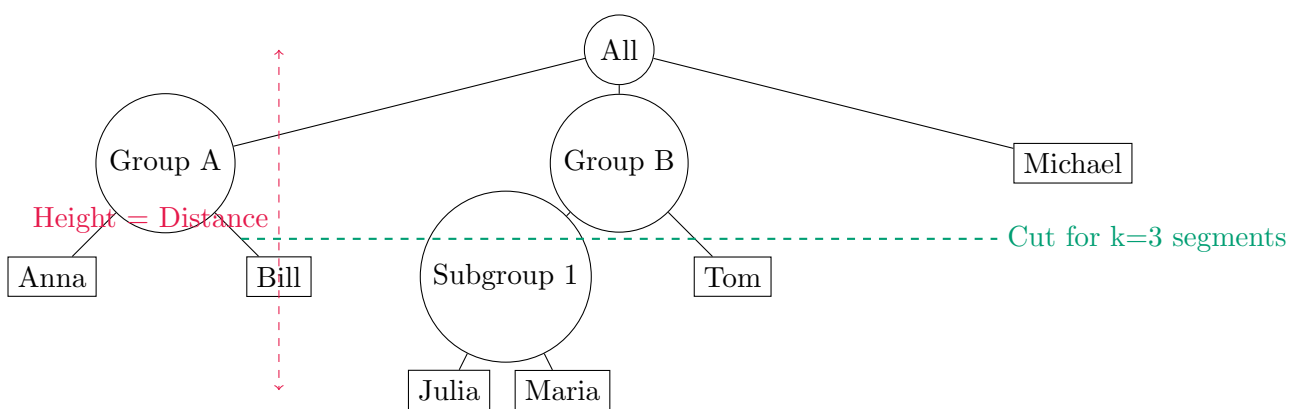 All
Group A
Group B
Michael
Height = Distance
Cut for k=3 segments
Anna
Bill
Subgroup 1
Tom
Julia
Maria